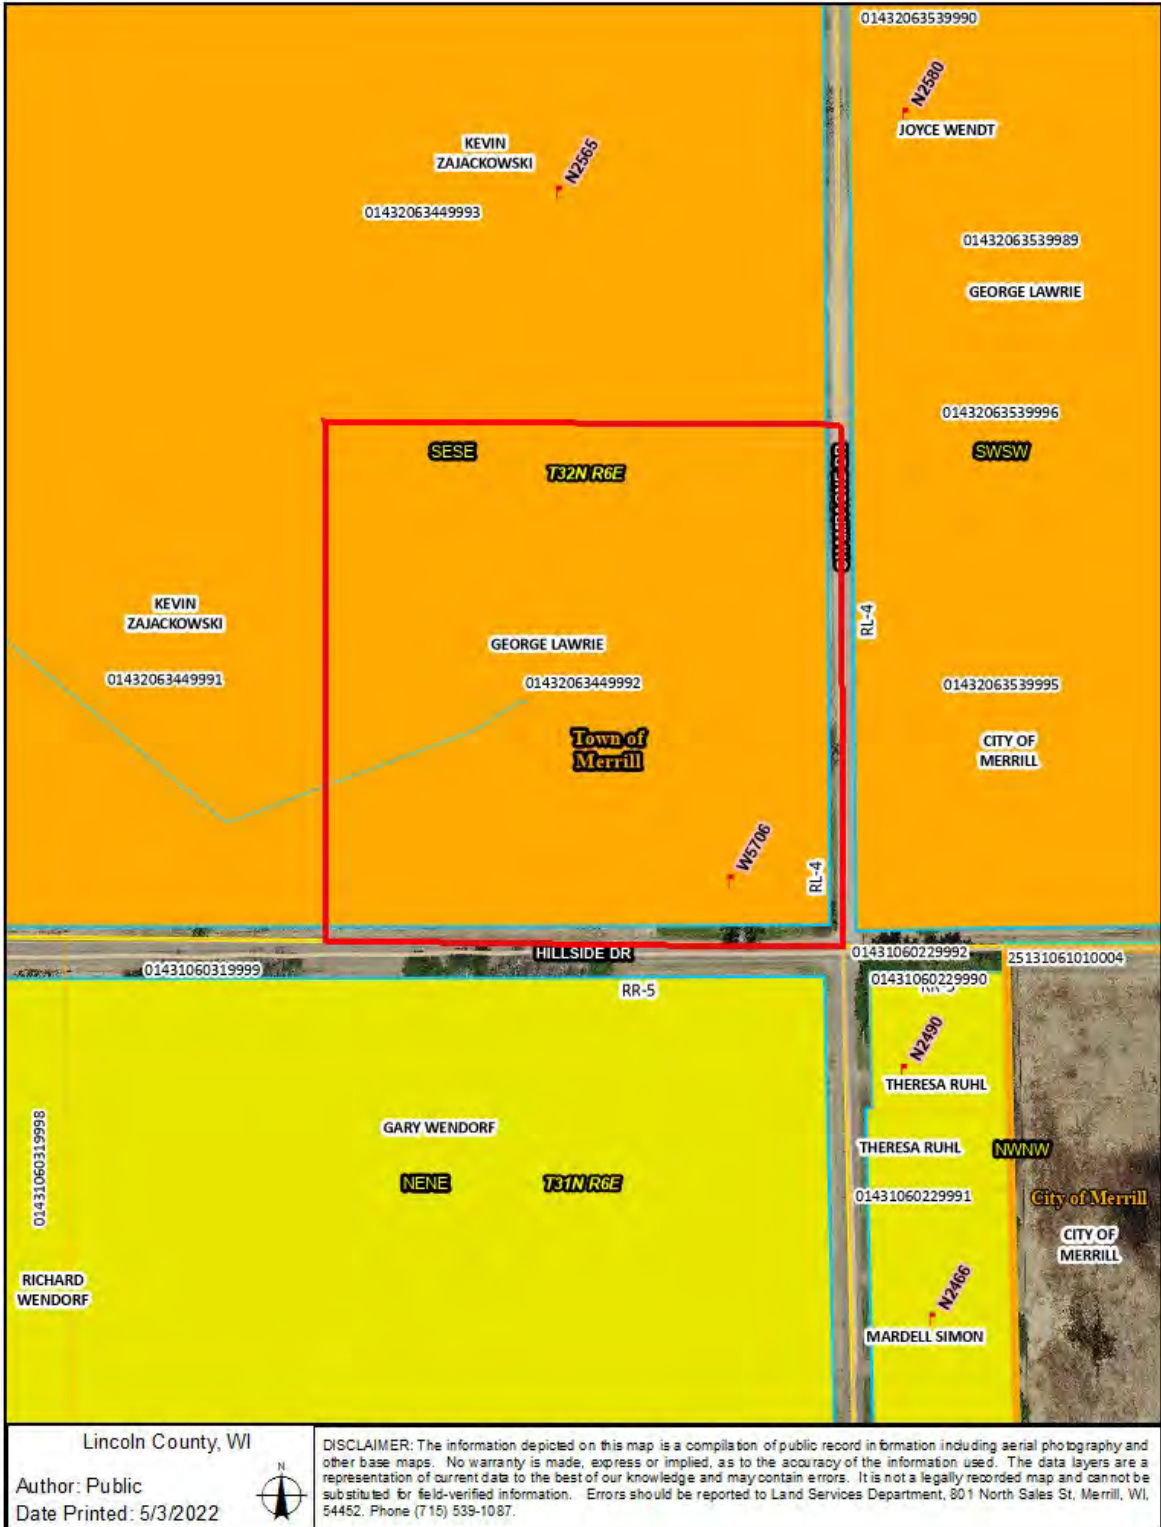 01432063539990
N2580
JOYCE WENDT
KEVIN
ZAJACKOWSKI
N2565
01432063449993
01432063539989
GEORGE LAWRIE
01432063539996
SESE
T32N R6E
SWSW
KEVIN
ZAJACKOWSKI
01432063449991
GEORGE LAWRIE
01432063449992
RL-4
01432063539995
Town of
Merrill
CITY OF
MERRILL
W5706
RL-4
HILLSIDE DR
01431060319999
01431060229992
25131061010004
01431060229990
RR-5
N2490
THERESA RUHL
GARY WENDORF
THERESA RUHL
NWNW
NENE
T31N R6E
01431060319998
01431060229991
City of Merrill
CITY OF
MERRILL
RICHARD
WENDORF
N2466
MARDELL SIMON
Lincoln County, WI
Author: Public
Date Printed: 5/3/2022
N
DISCLAIMER: The information depicted on this map is a compilation of public record information including aerial photography and
other base maps. No warranty is made, express or implied, as to the accuracy of the information used. The data layers are a
representation of current data to the best of our knowledge and may contain errors. It is not a legally recorded map and cannot be
substituted for field-verified information. Errors should be reported to Land Services Department, 801 North Sales St, Merrill, WI,
54452. Phone (715) 539-1087.